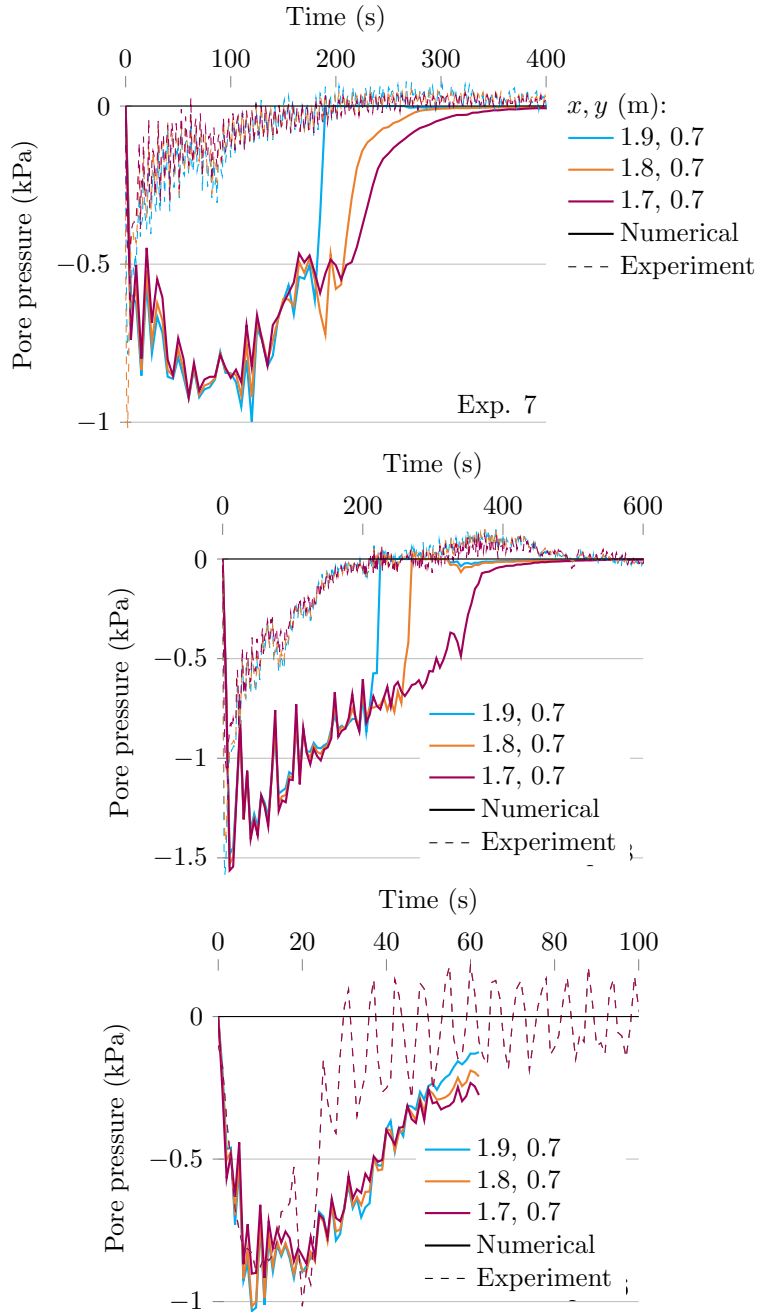 Time (s)
0 100 200 300 400
0
−0.5
−1
Pore pressure (kPa)
x, y (m):
1.9, 0.7
1.8, 0.7
1.7, 0.7
Numerical
Experiment
Exp. 7
Time (s)
0 200 400 600
0
−0.5
−1
−1.5
Pore pressure (kPa)
1.9, 0.7
1.8, 0.7
1.7, 0.7
Numerical
Experiment
Time (s)
0 20 40 60 80 100
0
−0.5
−1
Pore pressure (kPa)
1.9, 0.7
1.8, 0.7
1.7, 0.7
Numerical
Experiment